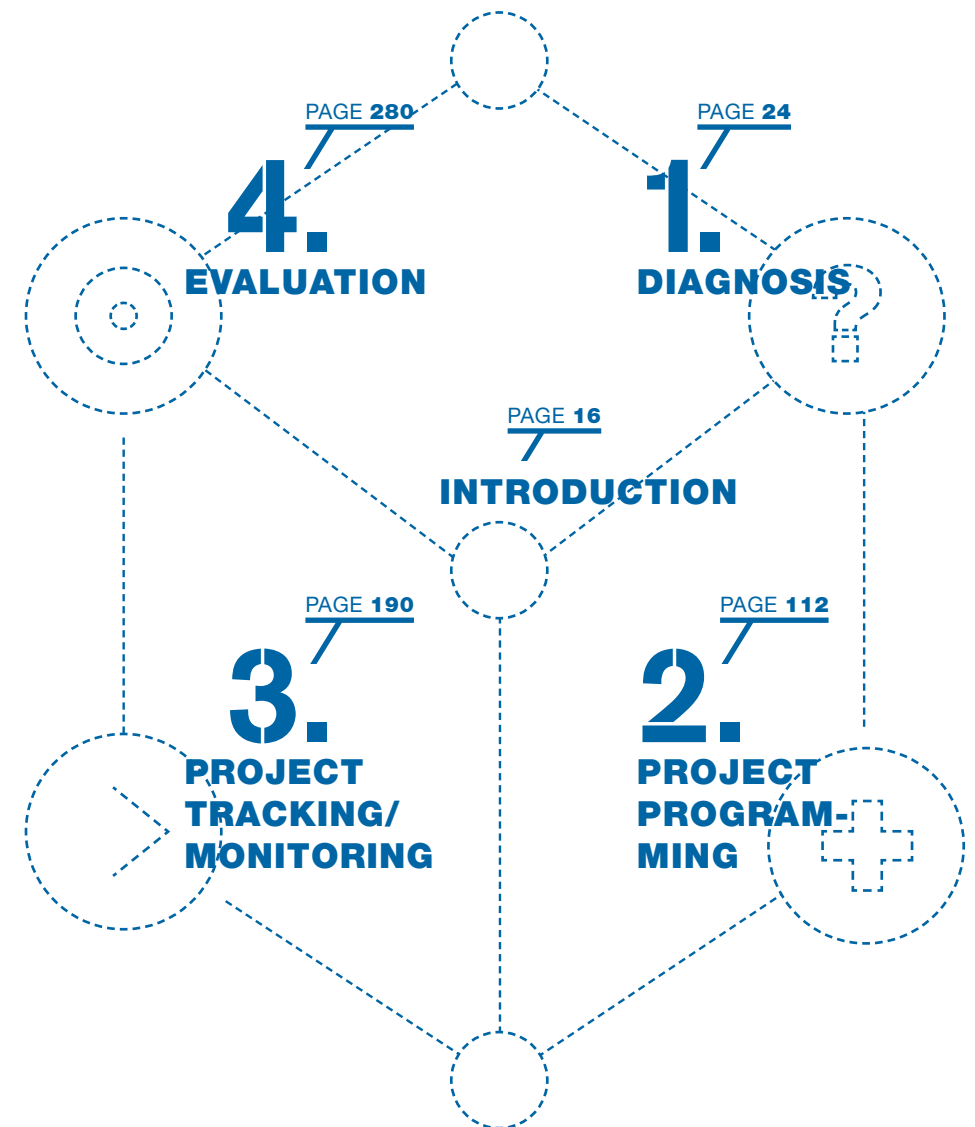 PAGE 280
4.
EVALUATION
PAGE 24
1.
DIAGNOSIS
?
PAGE 16
INTRODUCTION
PAGE 190
3.
PROJECT
TRACKING/
MONITORING
PAGE 112
2.
PROJECT
PROGRAM-
MING